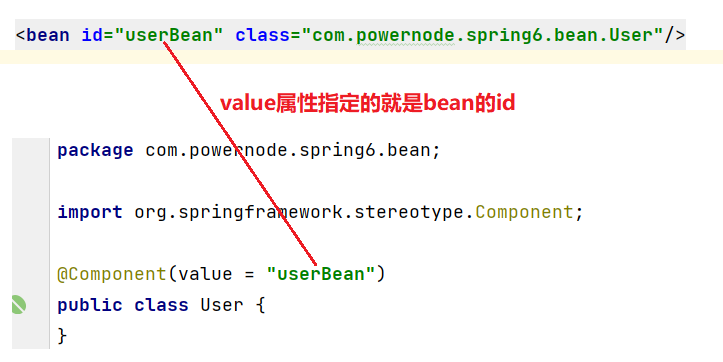 <bean id="userBean" class="com.powernode.spring6.bean.User"/>
value属性指定的就是bean的id
package com.powernode.spring6.bean;
import org.springframework.stereotype.Component;
@Component(value = "userBean")
public class User {
}